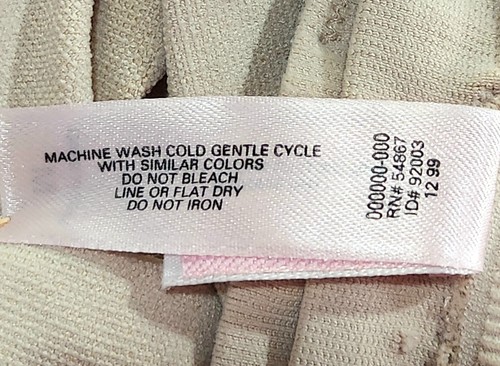 MACHINE WASH COLD GENTLE CYCLE
WITH SIMILAR COLORS
DO NOT BLEACH
LINE OR FLAT DRY
DO NOT IRON
000000-000
RN# 54867
ID# 92003
12 99